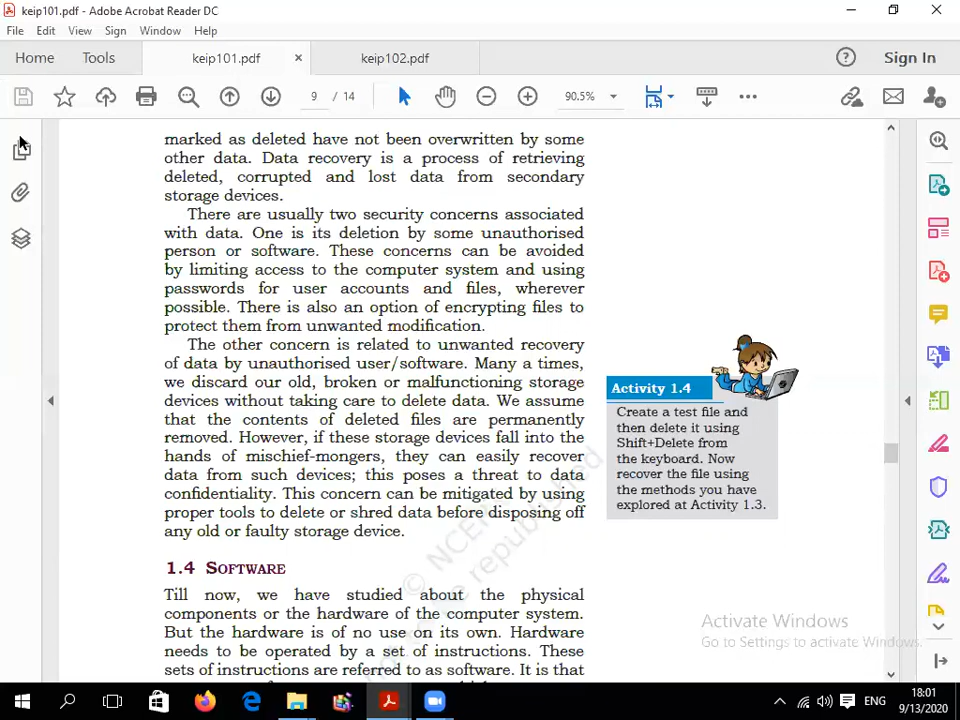 keip101.pdf - Adobe Acrobat Reader DC
File Edit View Sign Window Help
Home Tools keip101.pdf × keip102.pdf Sign In
9 / 14 90.5%
marked as deleted have not been overwritten by some
other data. Data recovery is a process of retrieving
deleted, corrupted and lost data from secondary
storage devices.
There are usually two security concerns associated
with data. One is its deletion by some unauthorised
person or software. These concerns can be avoided
by limiting access to the computer system and using
passwords for user accounts and files, wherever
possible. There is also an option of encrypting files to
protect them from unwanted modification.
The other concern is related to unwanted recovery
of data by unauthorised user/software. Many a times,
we discard our old, broken or malfunctioning storage
devices without taking care to delete data. We assume
that the contents of deleted files are permanently
removed. However, if these storage devices fall into the
hands of mischief-mongers, they can easily recover
data from such devices; this poses a threat to data
confidentiality. This concern can be mitigated by using
proper tools to delete or shred data before disposing off
any old or faulty storage device.
Activity 1.4
Create a test file and
then delete it using
Shift+Delete from
the keyboard. Now
recover the file using
the methods you have
explored at Activity 1.3.
1.4 SOFTWARE
Till now, we have studied about the physical
components or the hardware of the computer system.
But the hardware is of no use on its own. Hardware
needs to be operated by a set of instructions. These
sets of instructions are referred to as software. It is that
© NCER
be republished
Activate Windows
Go to Settings to activate Windows.
ENG
18:01
9/13/2020